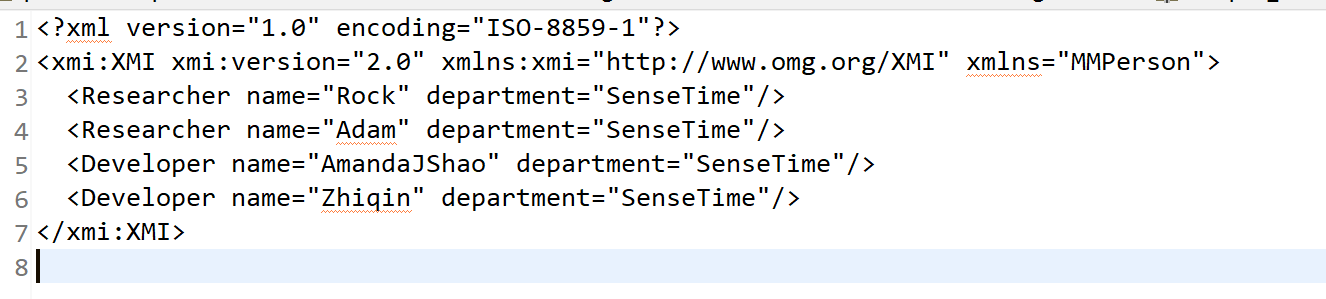 1 <?xml version="1.0" encoding="ISO-8859-1"?>
2 <xmi:XMI xmi:version="2.0" xmlns:xmi="http://www.omg.org/XMI" xmlns="MMPerson">
3   <Researcher name="Rock" department="SenseTime"/>
4   <Researcher name="Adam" department="SenseTime"/>
5   <Developer name="AmandaJShao" department="SenseTime"/>
6   <Developer name="Zhiqin" department="SenseTime"/>
7 </xmi:XMI>
8